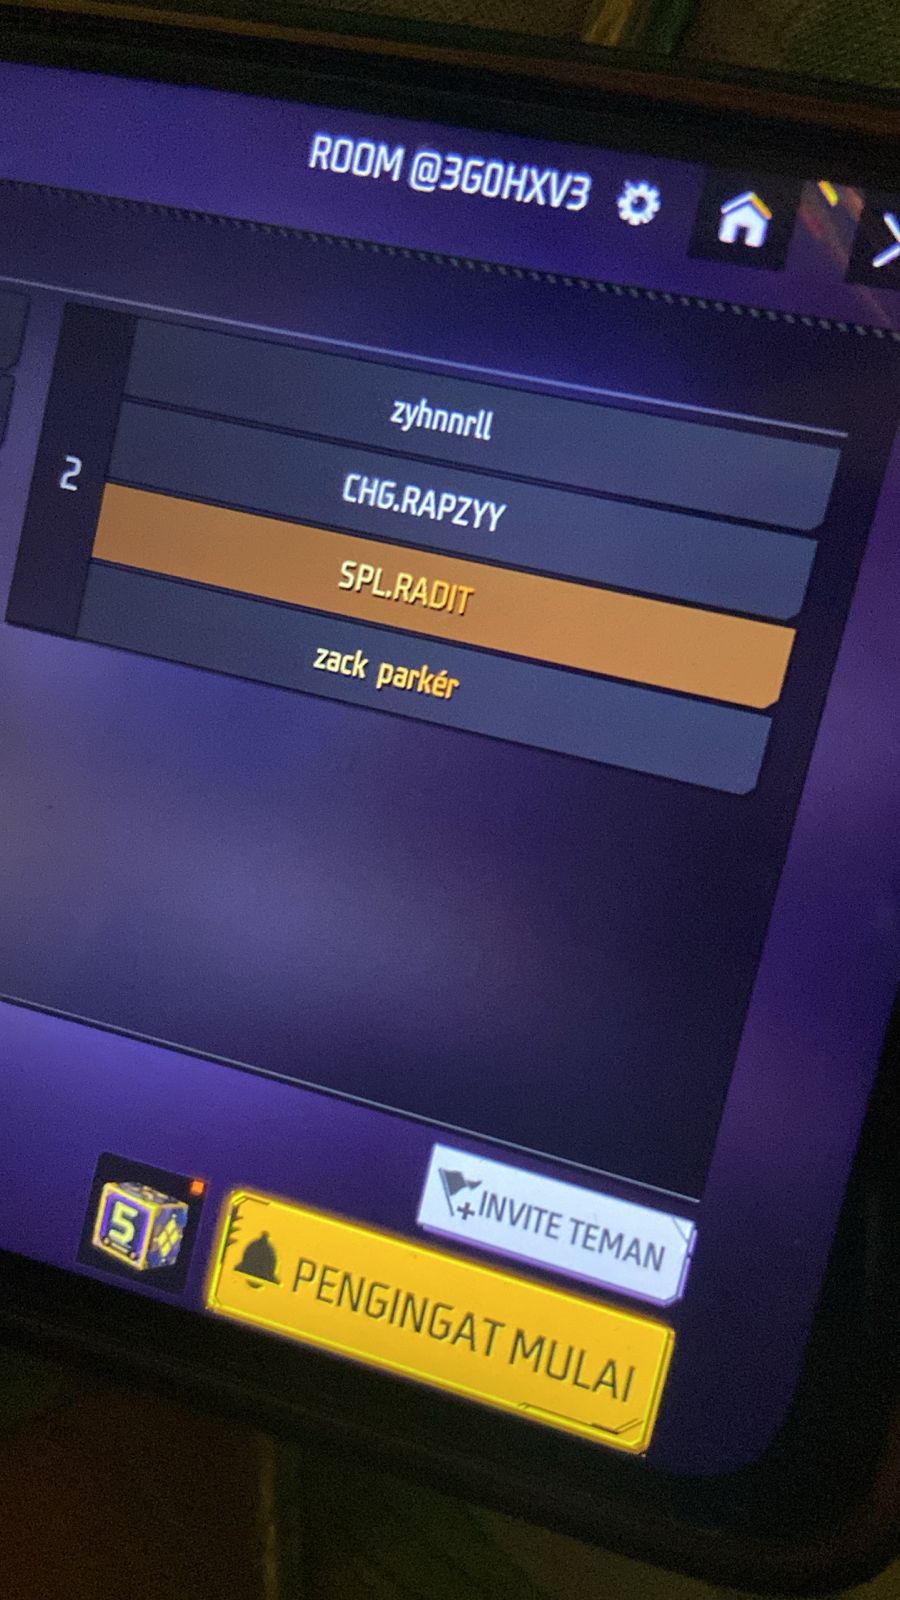 ROOM @3G0HXV3
2
zyhnnrll
CHG.RAPZYY
SPL.RADIT
zack parkér
INVITE TEMAN
5
PENGINGAT MULAI